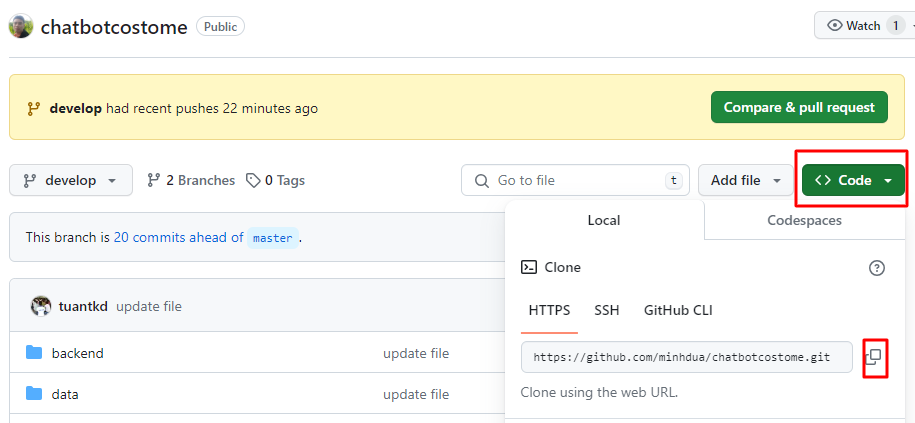 chatbotcostome Public Watch 1
develop had recent pushes 22 minutes ago Compare & pull request
develop 2 Branches 0 Tags Go to file t Add file Code
Local Codespaces
This branch is 20 commits ahead of master .
Clone
tuantkd update file
HTTPS SSH GitHub CLI
backend update file
https://github.com/minhdua/chatbotcostome.git
data update file
Clone using the web URL.